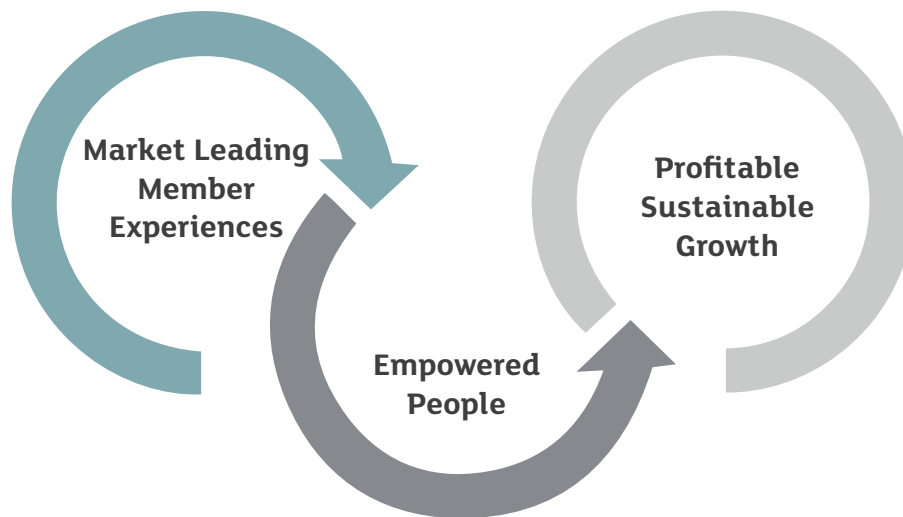 Market Leading
Member
Experiences
Empowered
People
Profitable
Sustainable
Growth